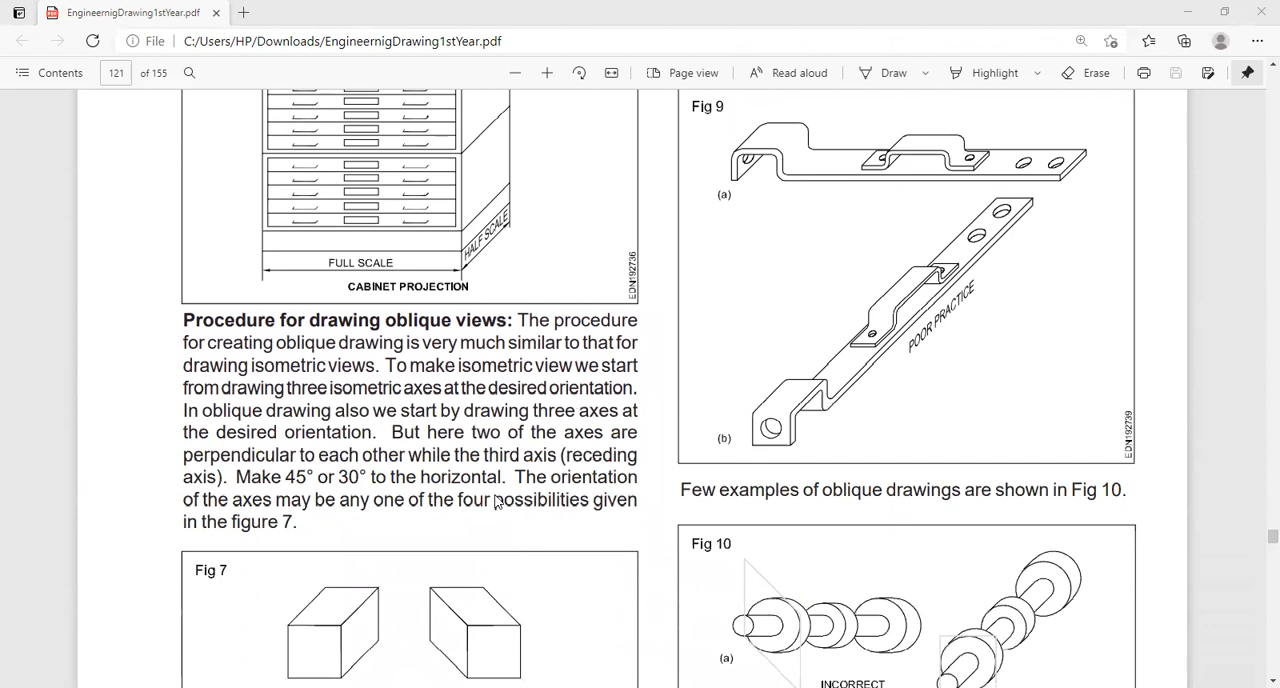 EngineernigDrawing1stYear.pdf
File
C:/Users/HP/Downloads/EngineernigDrawing1stYear.pdf
Contents
121
of 155
Page view
Read aloud
Draw
Highlight
Erase
FULL SCALE
HALF SCALE
CABINET PROJECTION
EDN192736
Procedure for drawing oblique views: The procedure
for creating oblique drawing is very much similar to that for
drawing isometric views. To make isometric view we start
from drawing three isometric axes at the desired orientation.
In oblique drawing also we start by drawing three axes at
the desired orientation. But here two of the axes are
perpendicular to each other while the third axis (receding
axis). Make 45° or 30° to the horizontal. The orientation
of the axes may be any one of the four possibilities given
in the figure 7.
Fig 7
Fig 9
(a)
POOR PRACTICE
(b)
EDN192739
Few examples of oblique drawings are shown in Fig 10.
Fig 10
(a)
INCORRECT